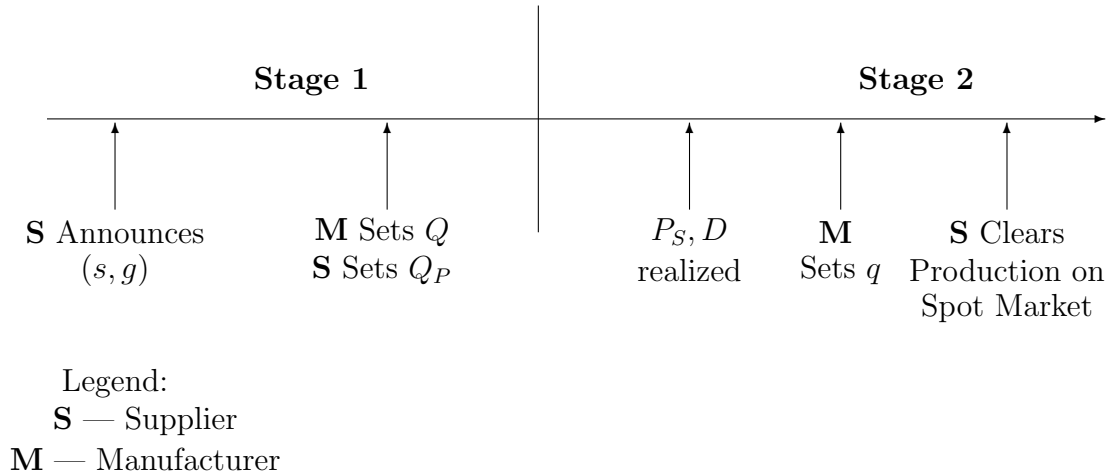 Stage 1
Stage 2
S Announces
(s, g)
M Sets Q
S Sets Q_P
P_S, D
realized
M
Sets q
S Clears
Production on
Spot Market
Legend:
S — Supplier
M — Manufacturer